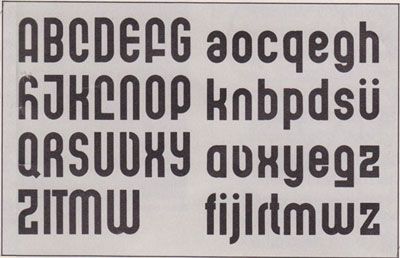 ABCDEFG aocqegh
HJKLNOP knbpdsü
QRSUVXY avxyegz
ZITMW fijlrtmwz